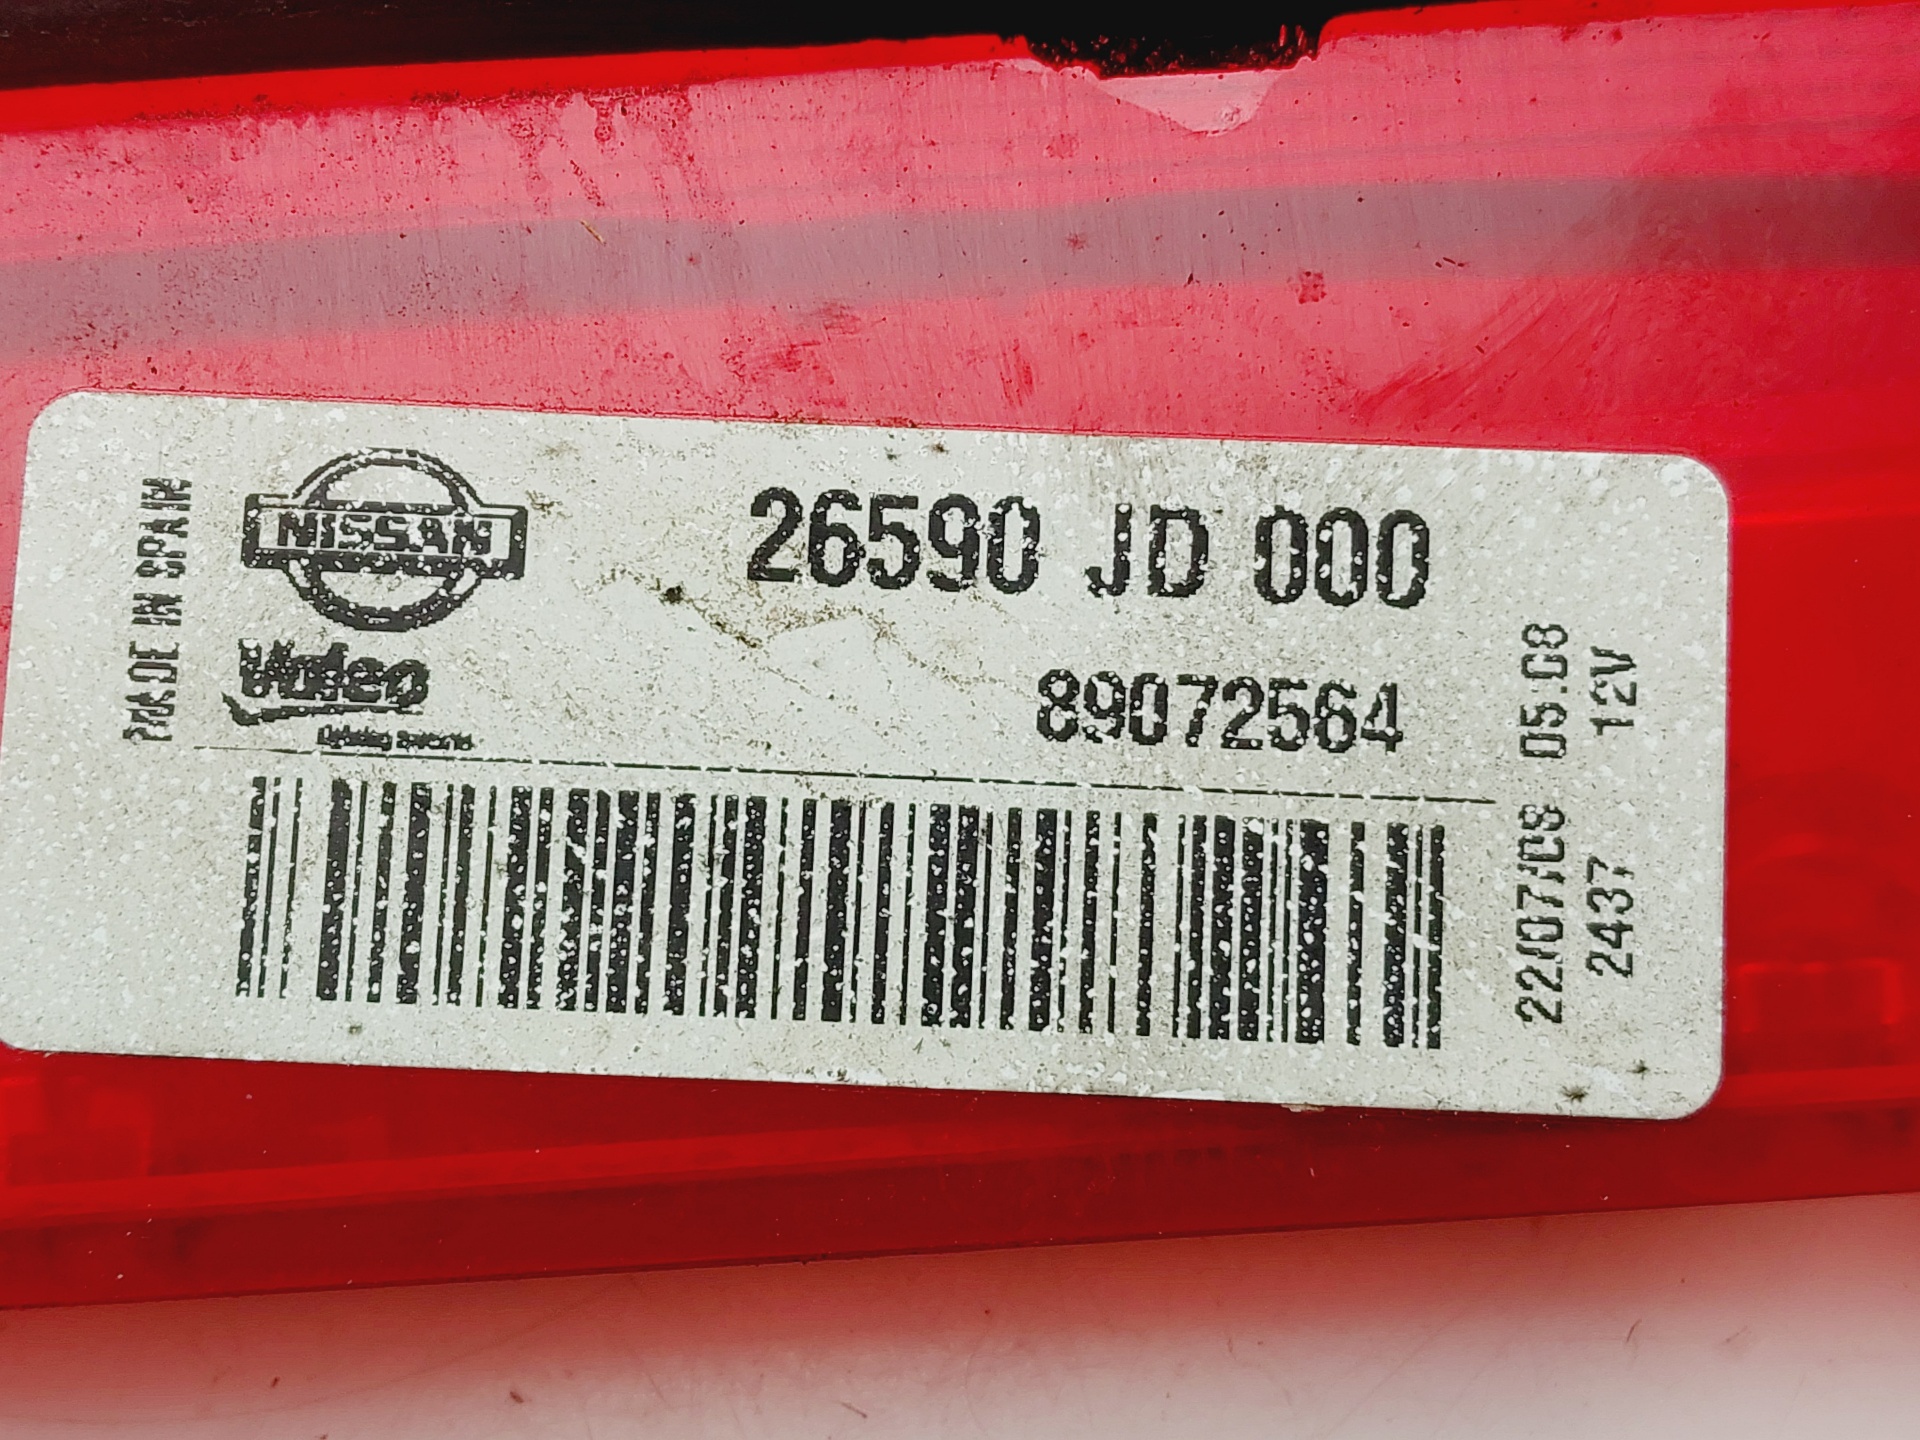 MADE IN SPAIN
NISSAN
26590 JD 000
Valeo
89072564
22/07/08 05:08
2437 12V